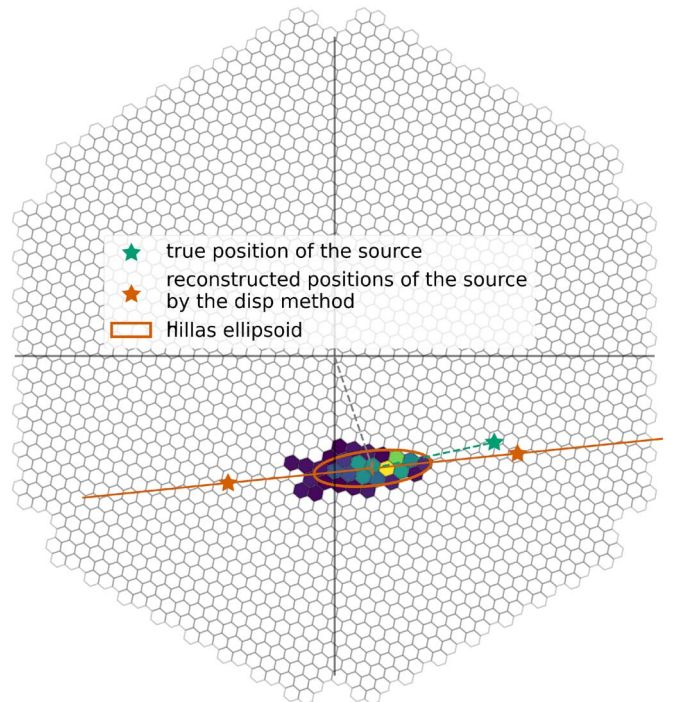 true position of the source
reconstructed positions of the source
by the disp method
Hillas ellipsoid